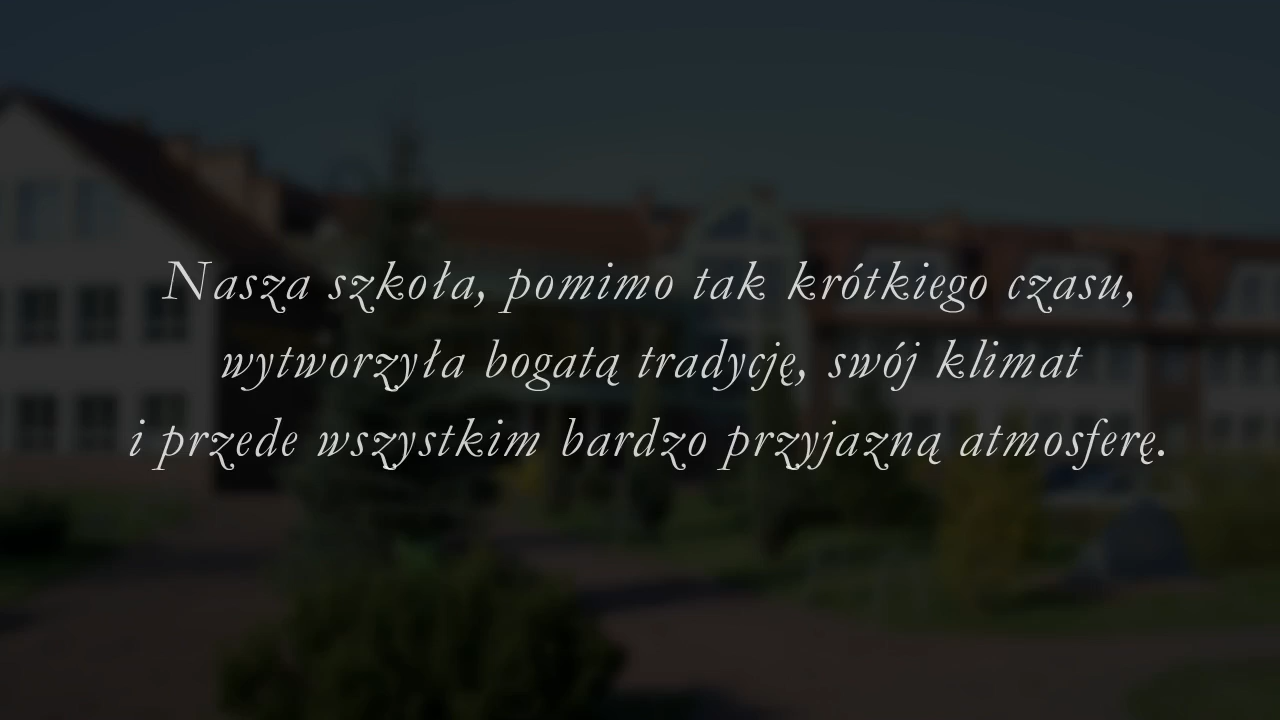 Nasza szkoła, pomimo tak krótkiego czasu,
wytworzyła bogatą tradycję, swój klimat
i przede wszystkim bardzo przyjazną atmosferę.